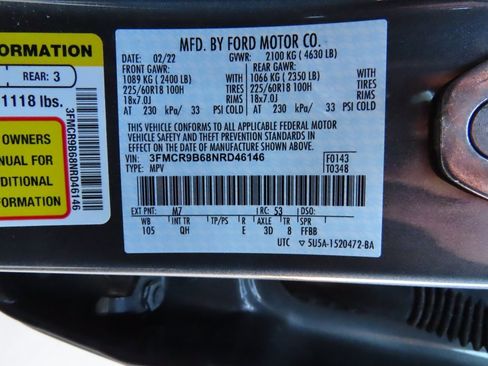 FORMATION
REAR: 3
1118 lbs.
OWNERS
NUAL FOR
DDITIONAL
FORMATION
3FMCR9B68NRD46146
MFD. BY FORD MOTOR CO.
DATE: 02/22 GVWR: 2100 KG ( 4630 LB)
FRONT GAWR: REAR GAWR:
1089 KG ( 2400 LB) WITH 1066 KG ( 2350 LB) WITH
225/60R18 100H TIRES 225/60R18 100H TIRES
18x7.0J RIMS 18x7.0J RIMS
AT 230 kPa/ 33 PSI COLD AT 230 kPa/ 33 PSI COLD
THIS VEHICLE CONFORMS TO ALL APPLICABLE FEDERAL MOTOR
VEHICLE SAFETY, BUMPER, AND THEFT PREVENTION STANDARDS IN
EFFECT ON THE DATE OF MANUFACTURE SHOWN ABOVE.
VIN: 3FMCR9B68NRD46146 F0143
TYPE: MPV T0348
EXT PNT: M7 RC: 53 DSO:
WB INT TR TP/PS R AXLE TR SPR
105 QH E 3D 8 FFBB
UTC ▽5U5A-1520472-BA